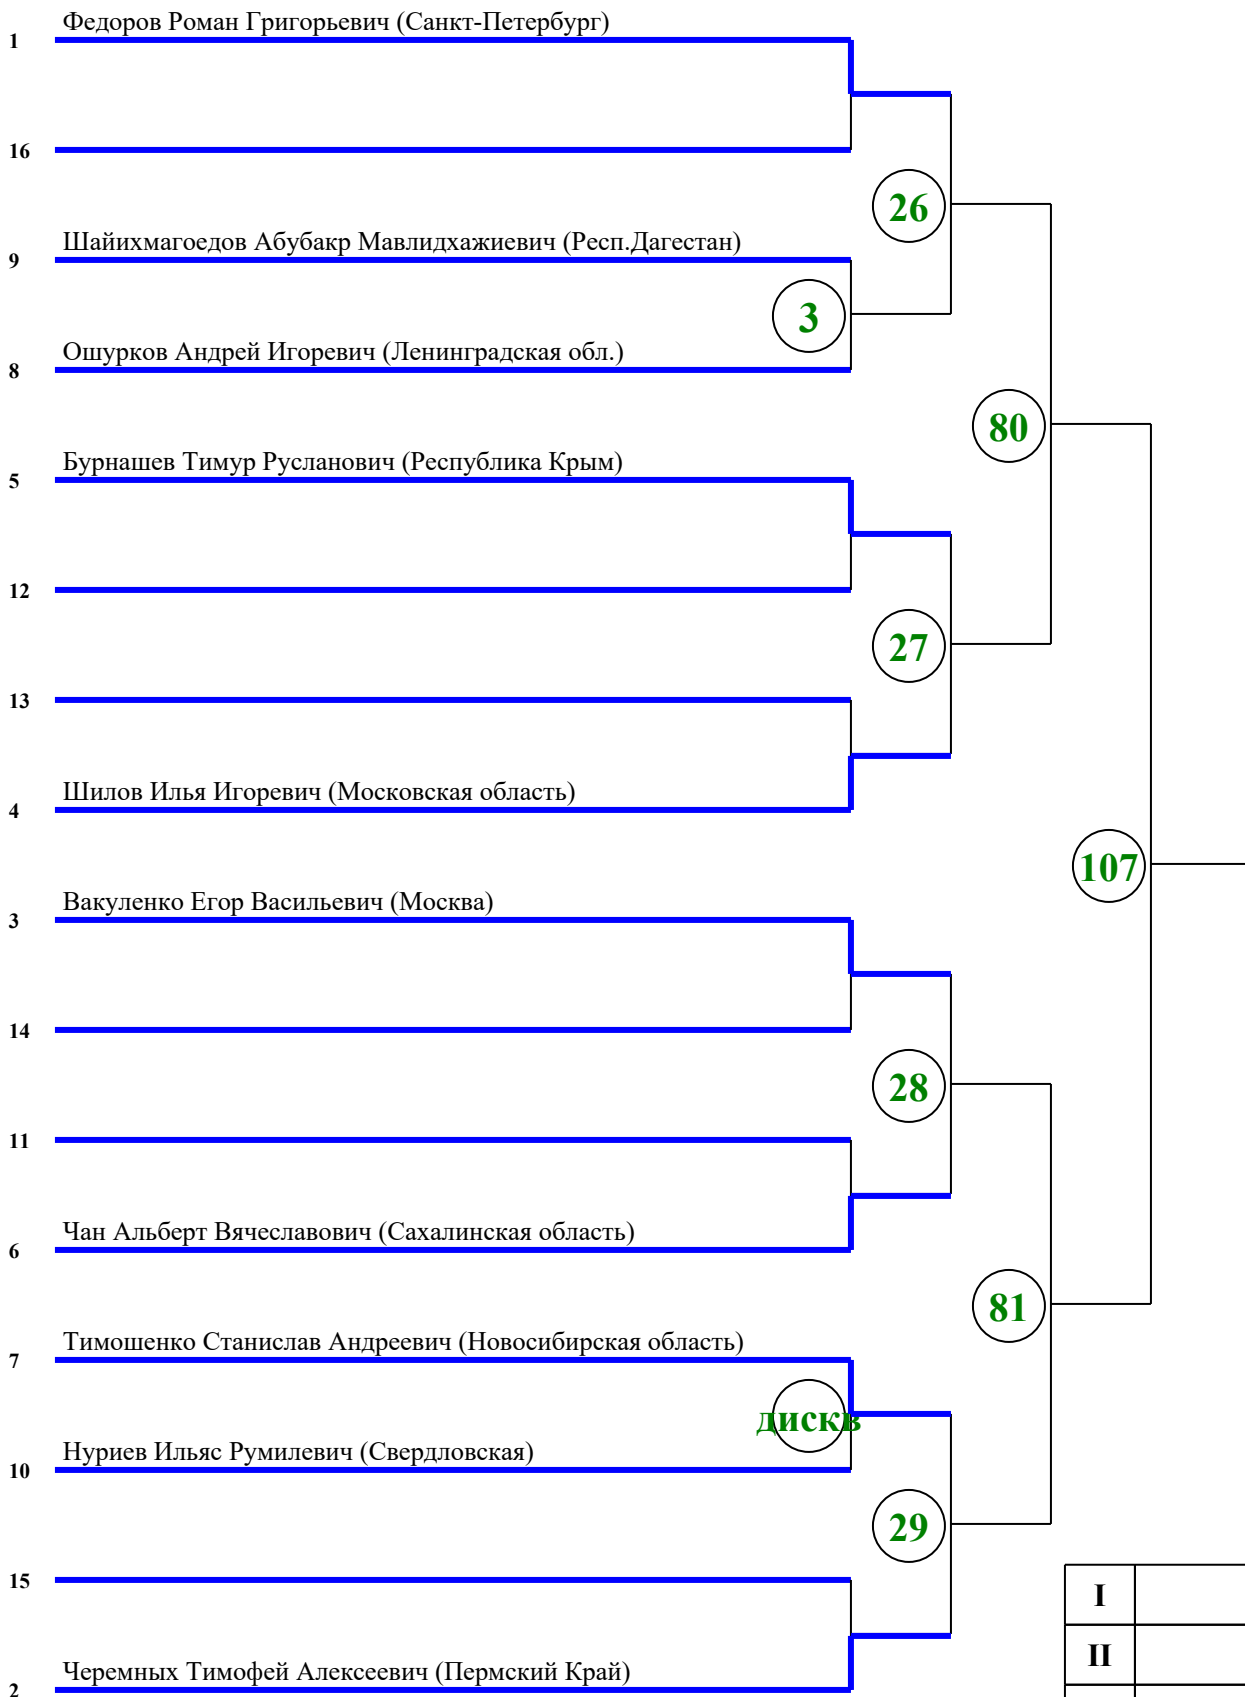 Федоров Роман Григорьевич (Санкт-Петербург)
1
16
26
Шайихмагоедов Абубакр Мавлидхажиевич (Респ.Дагестан)
9
3
Ошурков Андрей Игоревич (Ленинградская обл.)
8
80
Бурнашев Тимур Русланович (Республика Крым)
5
12
27
13
Шилов Илья Игоревич (Московская область)
4
107
Вакуленко Егор Васильевич (Москва)
3
14
28
11
Чан Альберт Вячеславович (Сахалинская область)
6
81
Тимошенко Станислав Андреевич (Новосибирская область)
7
дискв
Нуриев Ильяс Румилевич (Свердловская)
10
29
15
I
II
Черемных Тимофей Алексеевич (Пермский Край)
2